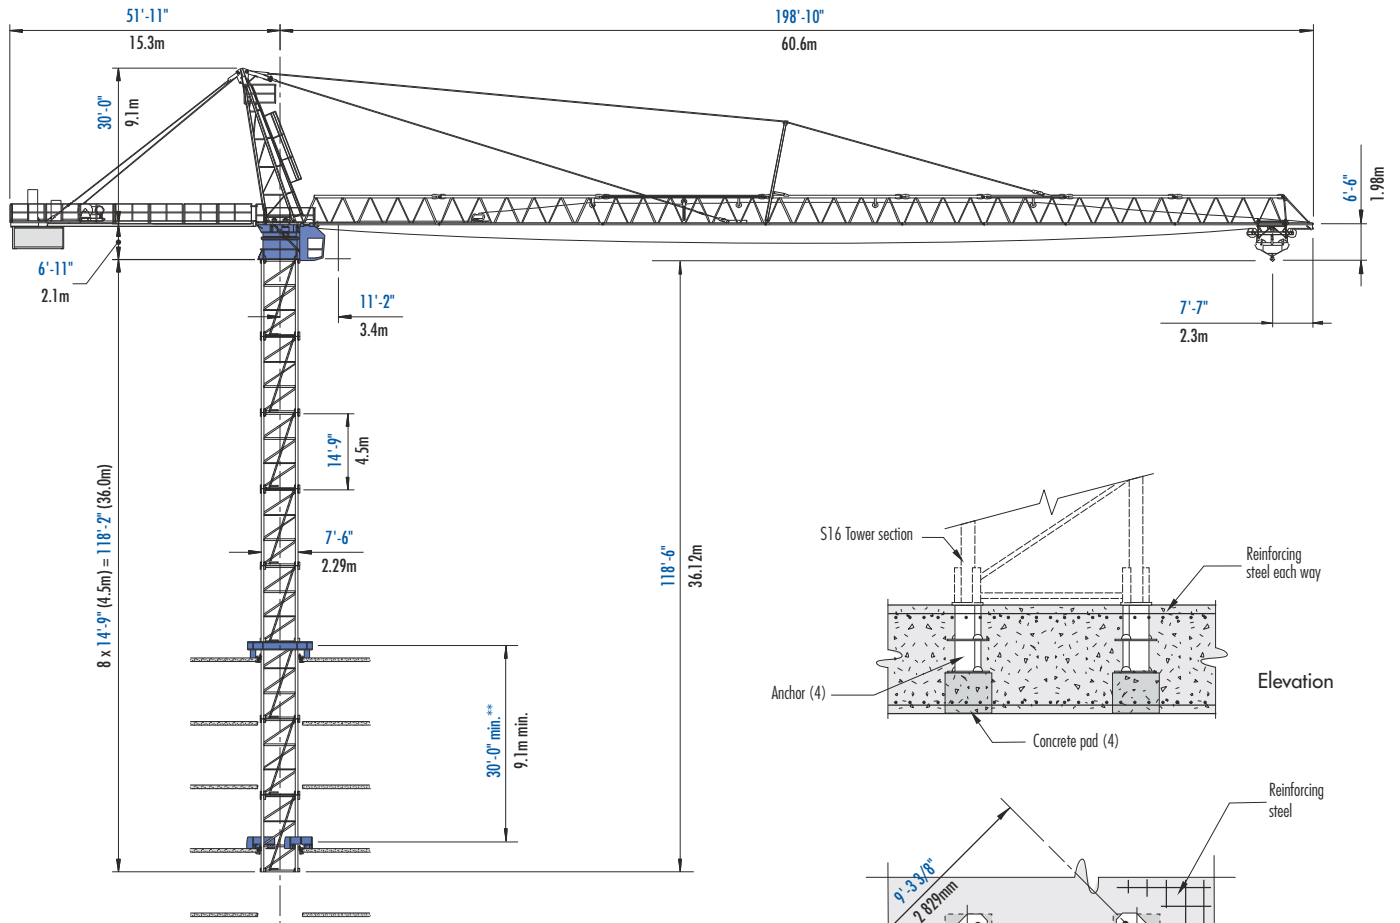 51'-11"
15.3m
198'-10"
60.6m
30'-0"
9.1m
6'-6"
1.98m
6'-11"
2.1m
11'-2"
3.4m
7'-7"
2.3m
14'-9"
4.5m
7'-6"
2.29m
8 x 14'-9" (4.5m) = 118'-2" (36.0m)
118'-6"
36.12m
30'-0" min.**
9.1m min.
S16 Tower section
Reinforcing
steel each way
Anchor (4)
Elevation
Concrete pad (4)
Reinforcing
steel
9'-3 3/8"
2 829mm